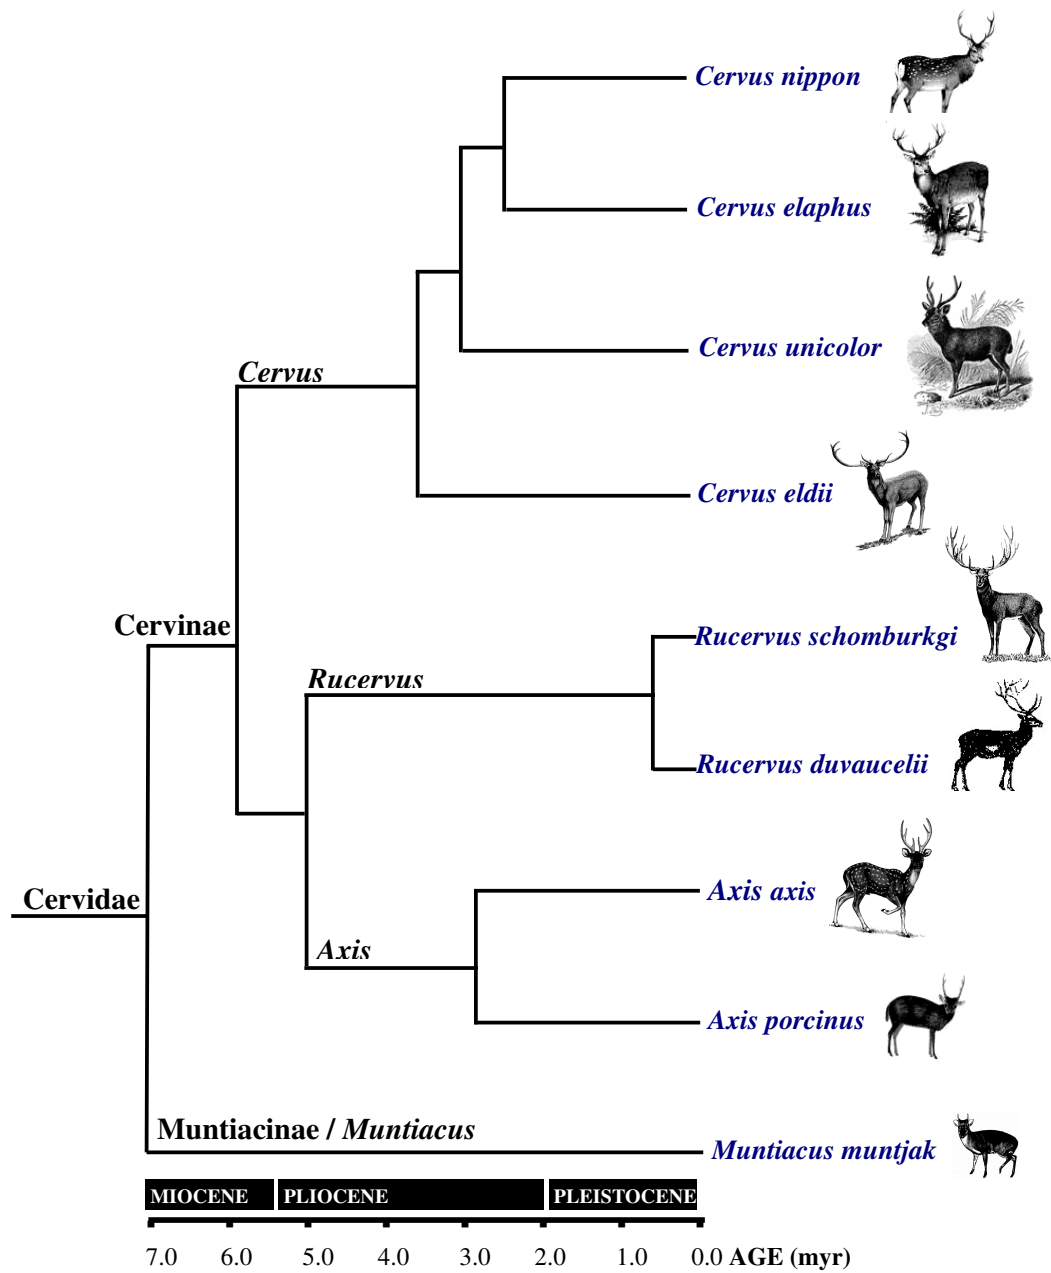 Cervus nippon
Cervus elaphus
Cervus unicolor
Cervus
Cervus eldii
Cervinae
Rucervus schomburgki
Rucervus
Rucervus duvaucelii
Axis axis
Cervidae
Axis
Axis porcinus
Muntiacinae / Muntiacus
Muntiacus muntjak
MIOCENE PLIOCENE PLEISTOCENE
7.0 6.0 5.0 4.0 3.0 2.0 1.0 0.0 AGE (myr)